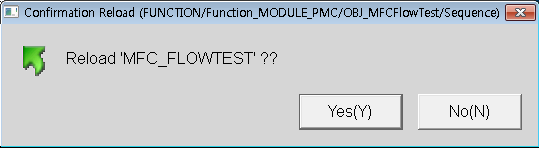 Confirmation Reload (FUNCTION/Function_MODULE_PMC/OBJ_MFCFlowTest/Sequence)
Reload 'MFC_FLOWTEST' ??
Yes(Y) No(N)